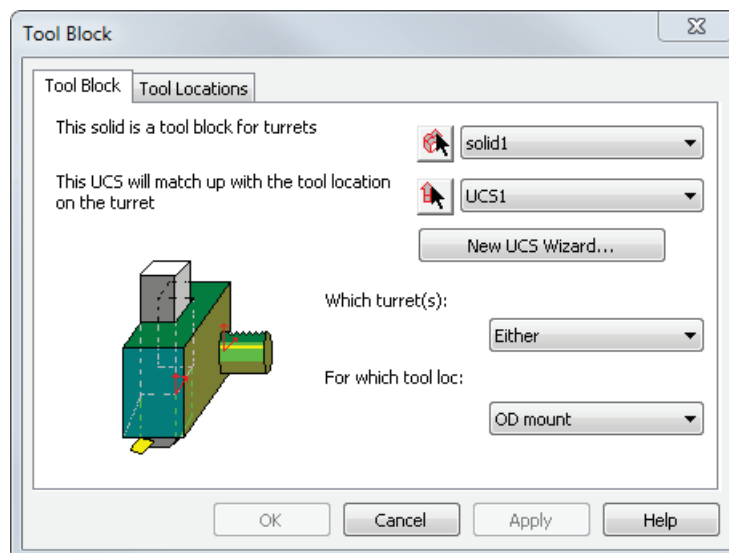 Tool Block
Tool Block Tool Locations
This solid is a tool block for turrets
solid1
This UCS will match up with the tool location
on the turret
UCS1
New UCS Wizard...
Which turret(s):
Either
For which tool loc:
OD mount
OK Cancel Apply Help